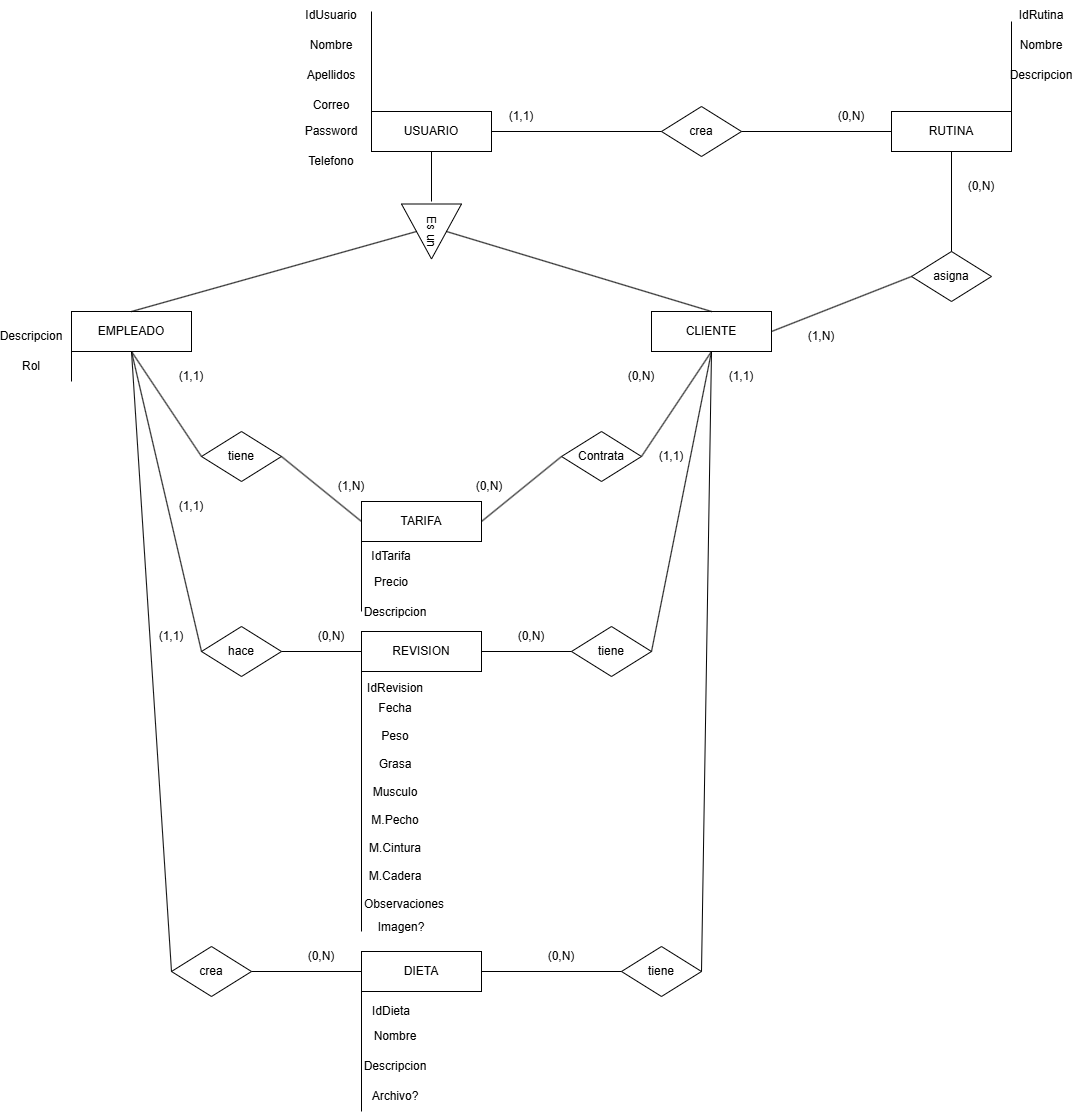 IdUsuario
Nombre
Apellidos
Correo
Password
Telefono
USUARIO
(1,1)
crea
(0,N)
RUTINA
IdRutina
Nombre
Descripcion
(0,N)
Es un
asigna
(1,N)
EMPLEADO
Descripcion
Rol
CLIENTE
(1,1)
(0,N)
(1,1)
tiene
Contrata
(1,1)
(1,N)
(0,N)
(1,1)
TARIFA
IdTarifa
Precio
Descripcion
(1,1)
(0,N)
(0,N)
hace
REVISION
tiene
IdRevision
Fecha
Peso
Grasa
Musculo
M.Pecho
M.Cintura
M.Cadera
Observaciones
Imagen?
(0,N)
(0,N)
crea
DIETA
tiene
IdDieta
Nombre
Descripcion
Archivo?